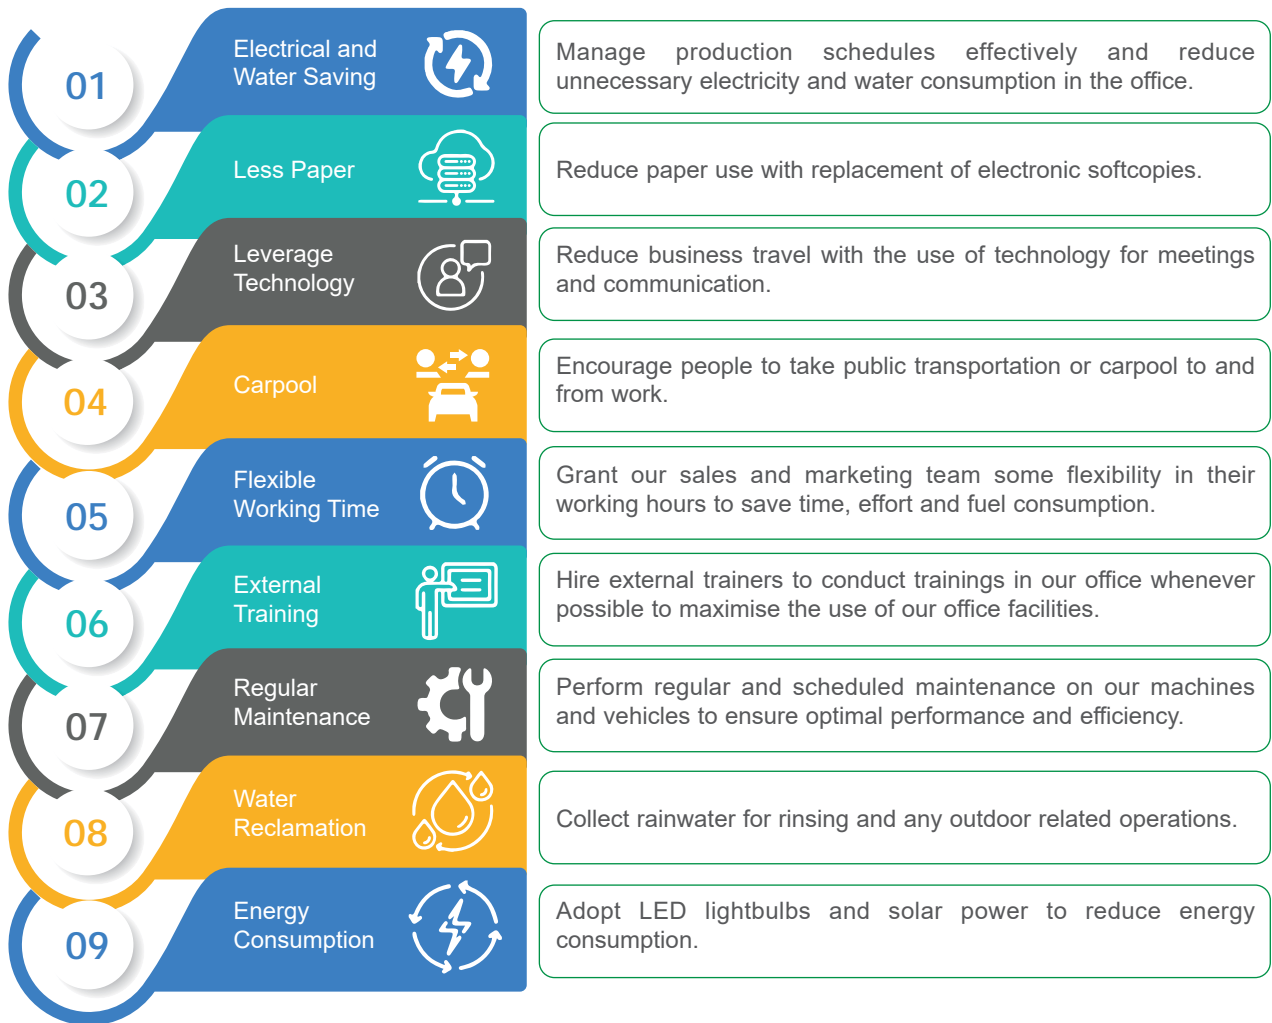 01
Electrical and
Water Saving
Manage production schedules effectively and reduce
unnecessary electricity and water consumption in the office.
02
Less Paper
Reduce paper use with replacement of electronic softcopies.
03
Leverage
Technology
Reduce business travel with the use of technology for meetings
and communication.
04
Carpool
Encourage people to take public transportation or carpool to and
from work.
05
Flexible
Working Time
Grant our sales and marketing team some flexibility in their
working hours to save time, effort and fuel consumption.
06
External
Training
Hire external trainers to conduct trainings in our office whenever
possible to maximise the use of our office facilities.
07
Regular
Maintenance
Perform regular and scheduled maintenance on our machines
and vehicles to ensure optimal performance and efficiency.
08
Water
Reclamation
Collect rainwater for rinsing and any outdoor related operations.
09
Energy
Consumption
Adopt LED lightbulbs and solar power to reduce energy
consumption.